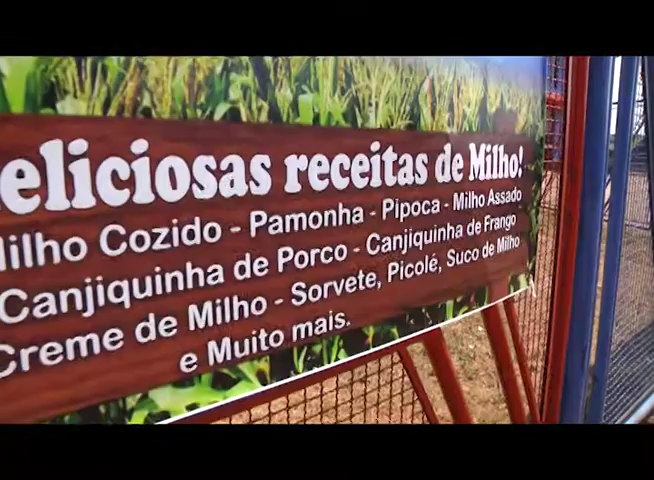 eliciosas receitas de Milho!
ilho Cozido - Pamonha - Pipoca - Milho Assado
Canjiquinha de Porco - Canjiquinha de Frango
Creme de Milho - Sorvete, Picolé, Suco de Milho
e Muito mais.